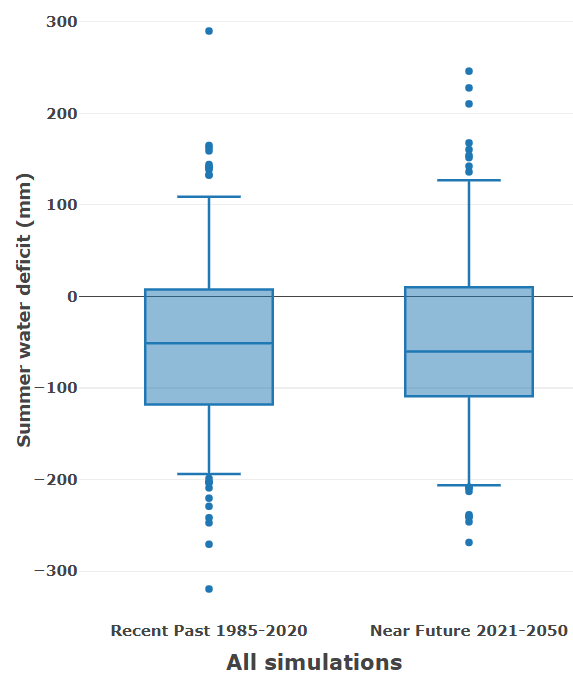 300
200
100
0
−100
−200
−300
Summer water deficit (mm)
Recent Past 1985-2020
Near Future 2021-2050
All simulations